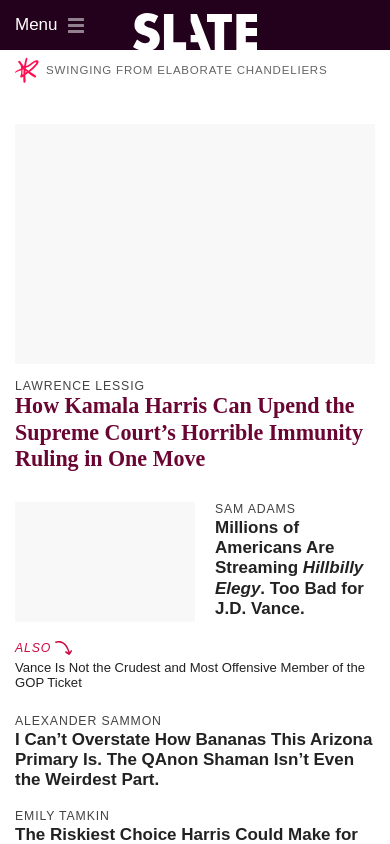 Menu
SLATE
SWINGING FROM ELABORATE CHANDELIERS
LAWRENCE LESSIG
How Kamala Harris Can Upend the
Supreme Court’s Horrible Immunity
Ruling in One Move
SAM ADAMS
Millions of
Americans Are
Streaming Hillbilly
Elegy. Too Bad for
J.D. Vance.
ALSO
Vance Is Not the Crudest and Most Offensive Member of the
GOP Ticket
ALEXANDER SAMMON
I Can’t Overstate How Bananas This Arizona
Primary Is. The QAnon Shaman Isn’t Even
the Weirdest Part.
EMILY TAMKIN
The Riskiest Choice Harris Could Make for